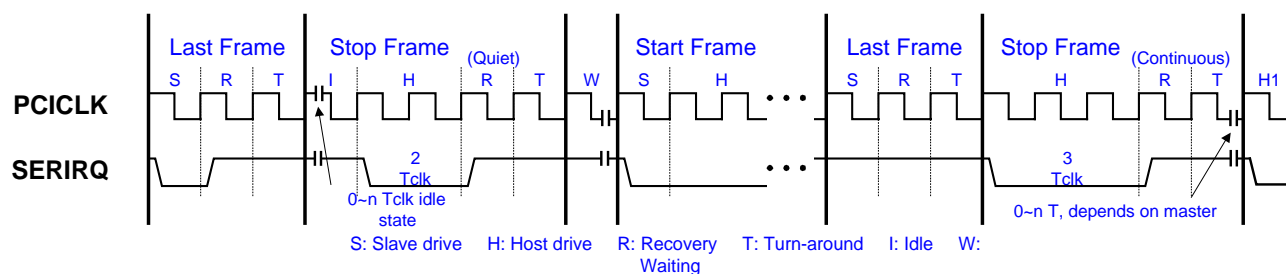 Last Frame Stop Frame Start Frame Last Frame Stop Frame
(Quiet) (Continuous)
S R T I H R T W S H S R T H R T H1
PCICLK
SERIRQ
2
Tclk
3
Tclk
0~n Tclk idle
state
0~n T, depends on master
S: Slave drive H: Host drive R: Recovery T: Turn-around I: Idle W:
Waiting